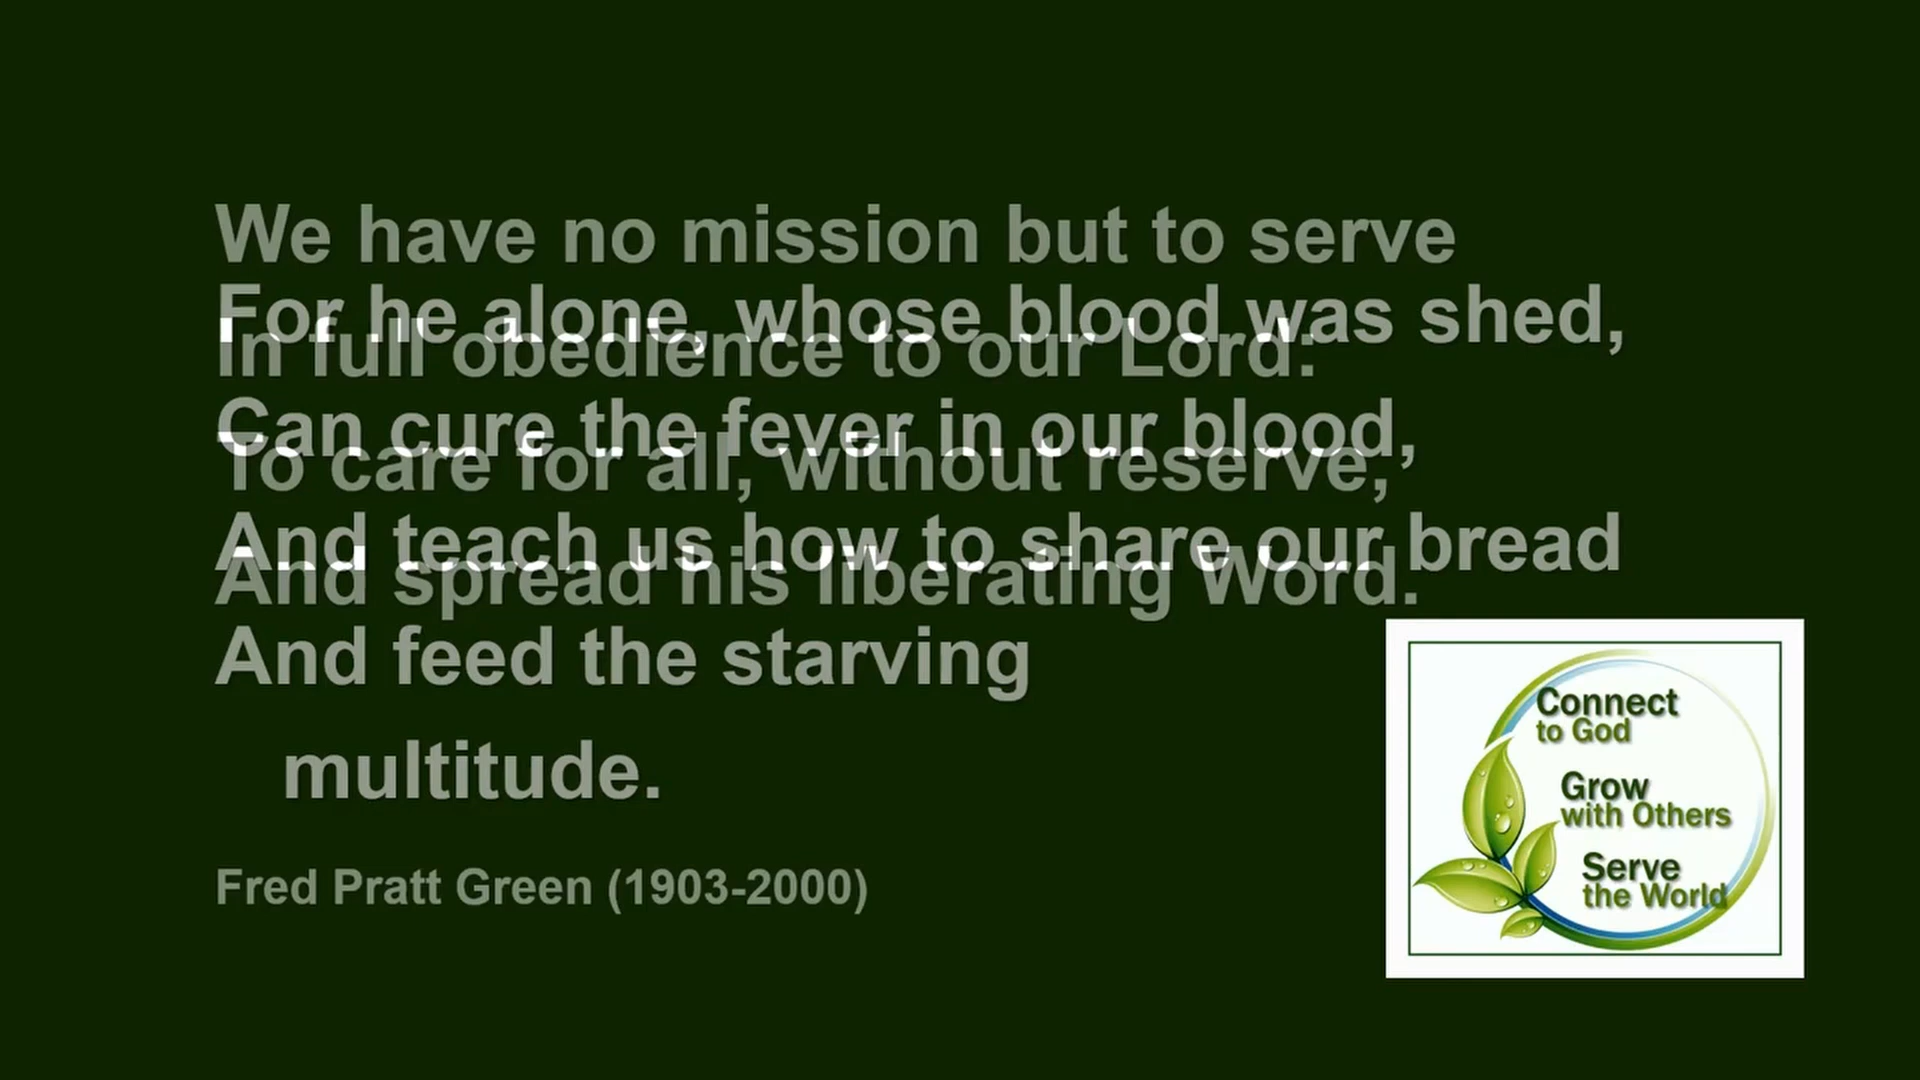 We have no mission but to serve
For he alone, whose blood was shed,
In full obedience to our Lord:
Can cure the fever in our blood,
To care for all, without reserve,
And teach us how to share our bread
And spread his liberating Word.
And feed the starving
multitude.
Fred Pratt Green (1903-2000)
Connect
to God
Grow
with Others
Serve
the World